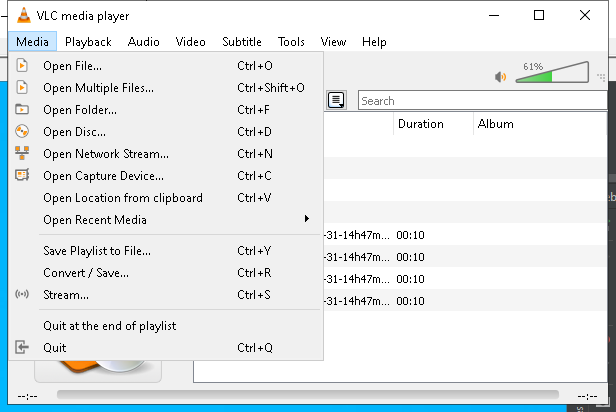 VLC media player
Media Playback Audio Video Subtitle Tools View Help
Open File... Ctrl+O
61%
Open Multiple Files... Ctrl+Shift+O
Search
Open Folder... Ctrl+F
Open Disc... Ctrl+D
Duration Album
Open Network Stream... Ctrl+N
Open Capture Device... Ctrl+C
Open Location from clipboard Ctrl+V
Open Recent Media
-31-14h47m... 00:10
Save Playlist to File... Ctrl+Y
-31-14h47m... 00:10
Convert / Save... Ctrl+R
-31-14h47m... 00:10
Stream... Ctrl+S
-31-14h47m... 00:10
Quit at the end of playlist
Quit Ctrl+Q
--:-- --:--